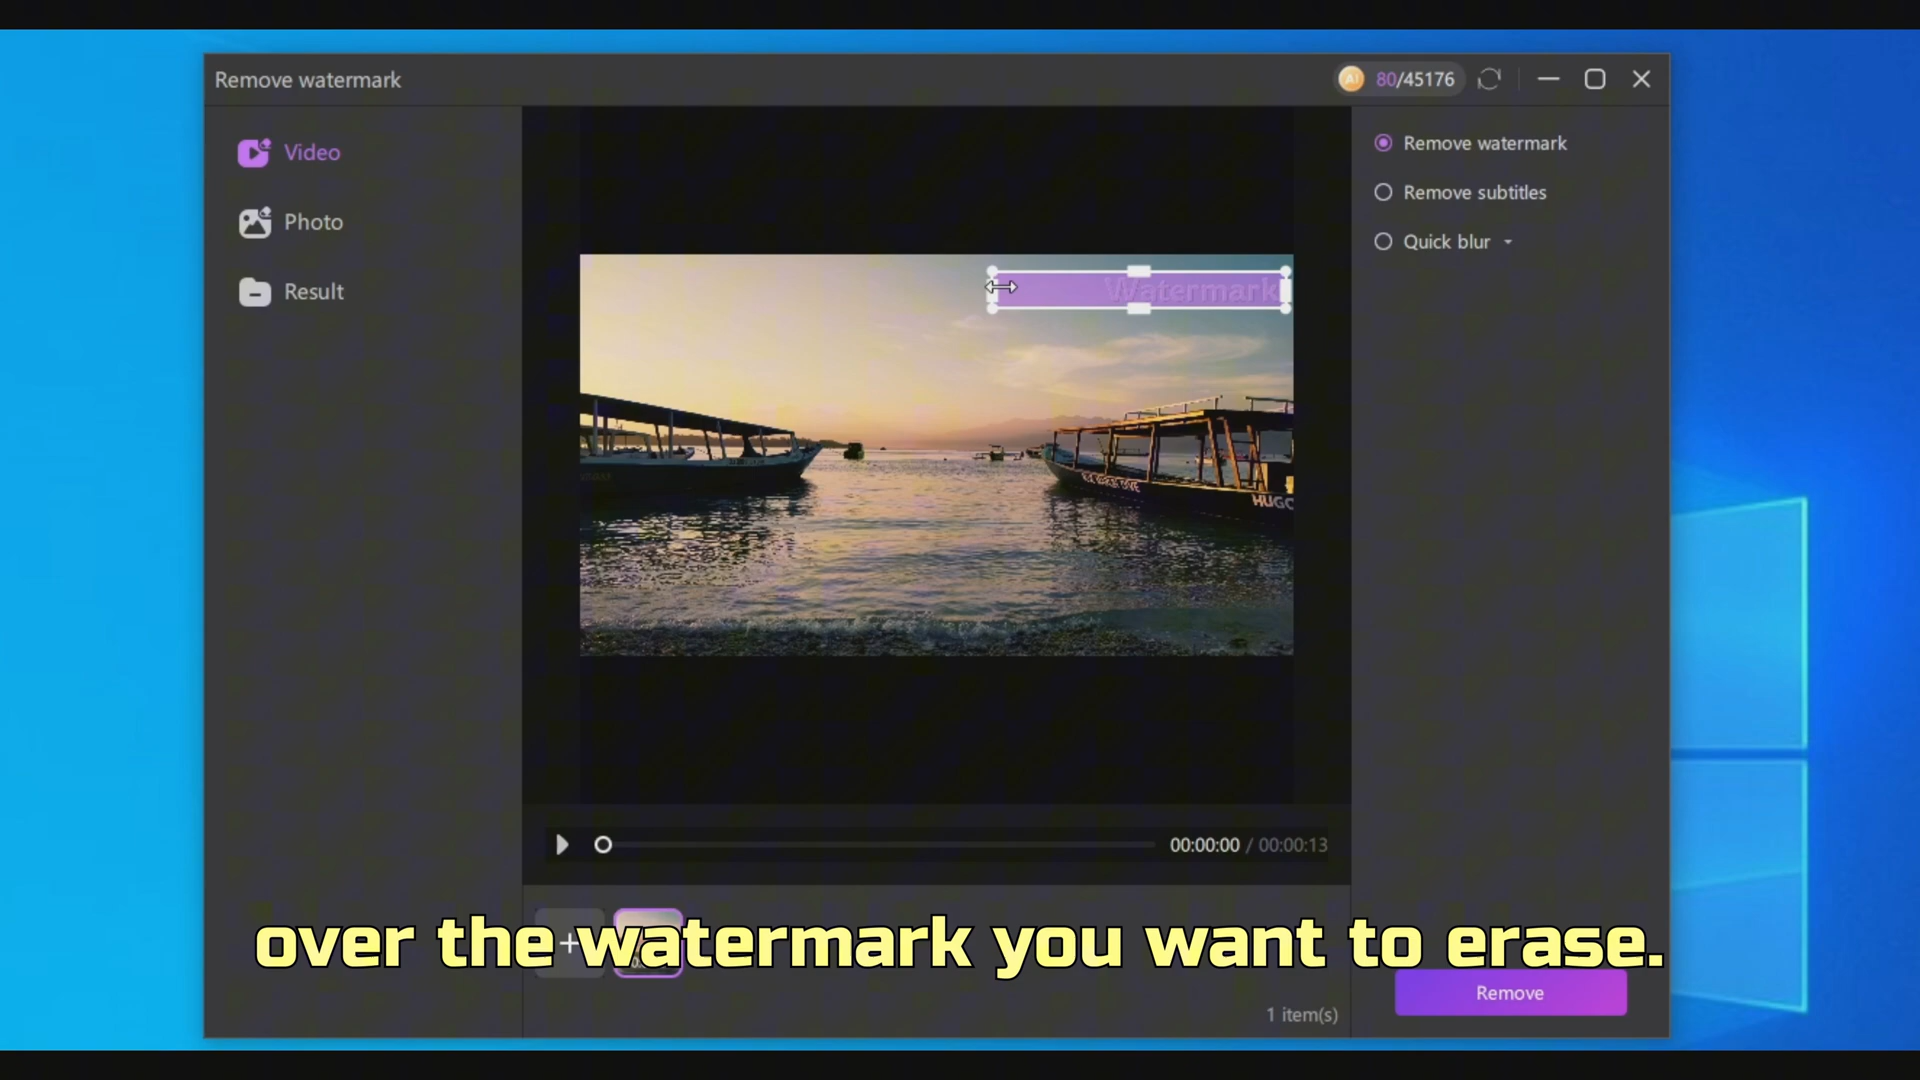 Remove watermark
80/45176
Video
Photo
Result
Remove watermark
Remove subtitles
Quick blur
Watermark
HUGO
00:00:00 / 00:00:13
over the watermark you want to erase.
Remove
1 item(s)